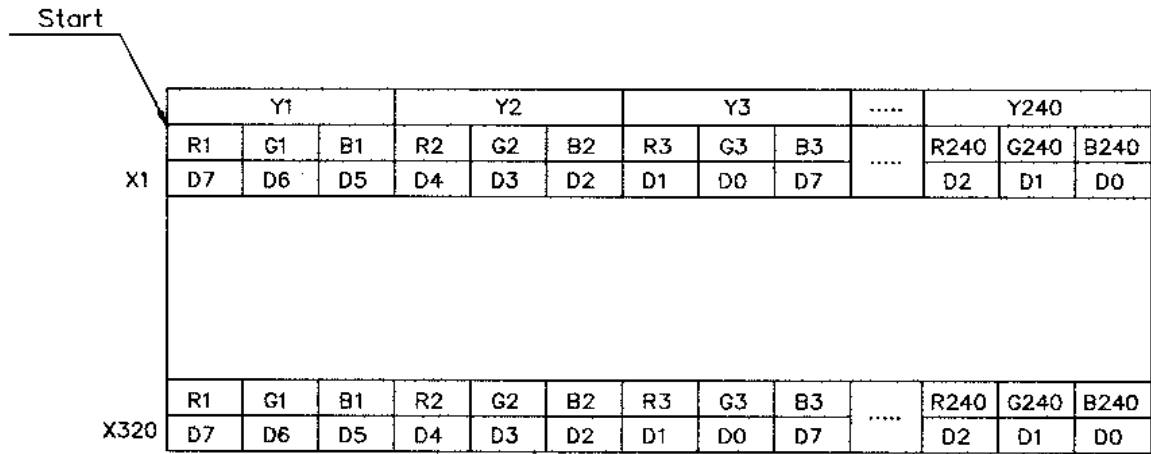 Start
Y1 Y2 Y3 ..... Y240
R1 G1 B1 R2 G2 B2 R3 G3 B3 ..... R240 G240 B240
X1 D7 D6 D5 D4 D3 D2 D1 D0 D7 D2 D1 D0
R1 G1 B1 R2 G2 B2 R3 G3 B3 ..... R240 G240 B240
X320 D7 D6 D5 D4 D3 D2 D1 D0 D7 D2 D1 D0